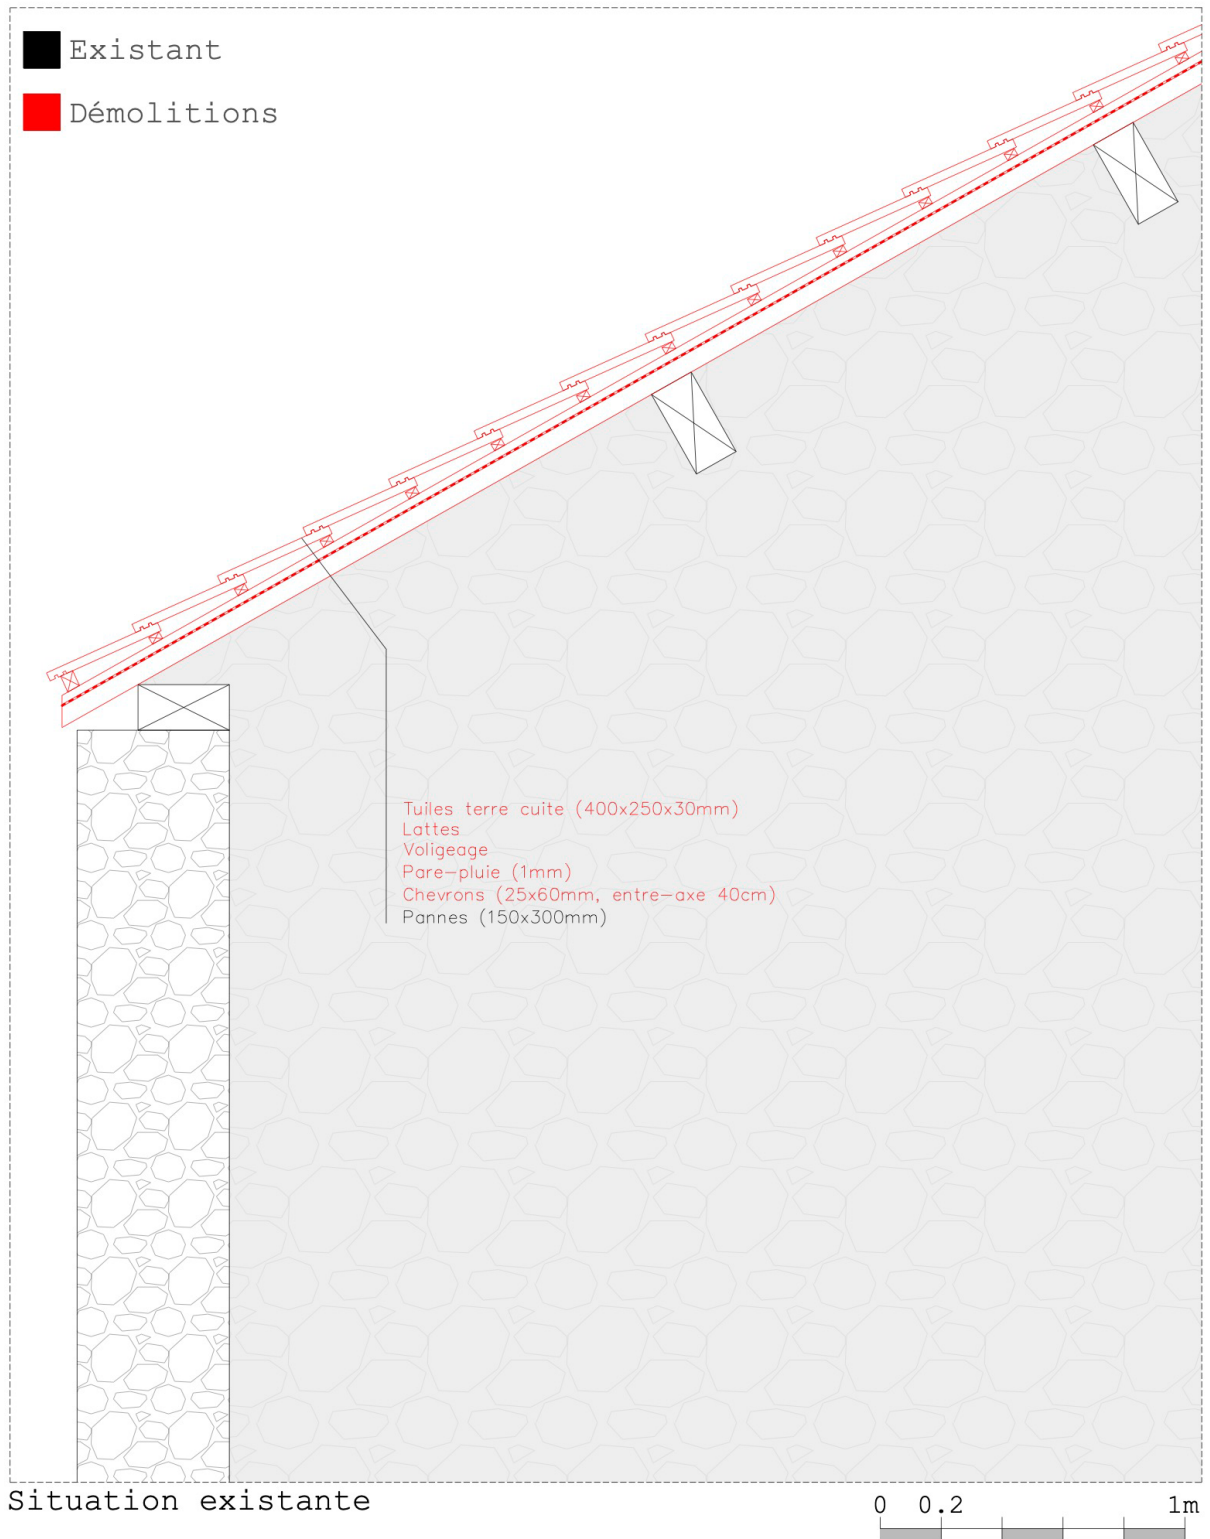 Existant
Démolitions
Tuiles terre cuite (400x250x30mm)
Lattes
Voligeage
Pare-pluie (1mm)
Chevrons (25x60mm, entre-axe 40cm)
Pannes (150x300mm)
Situation existante
0 0.2 1m